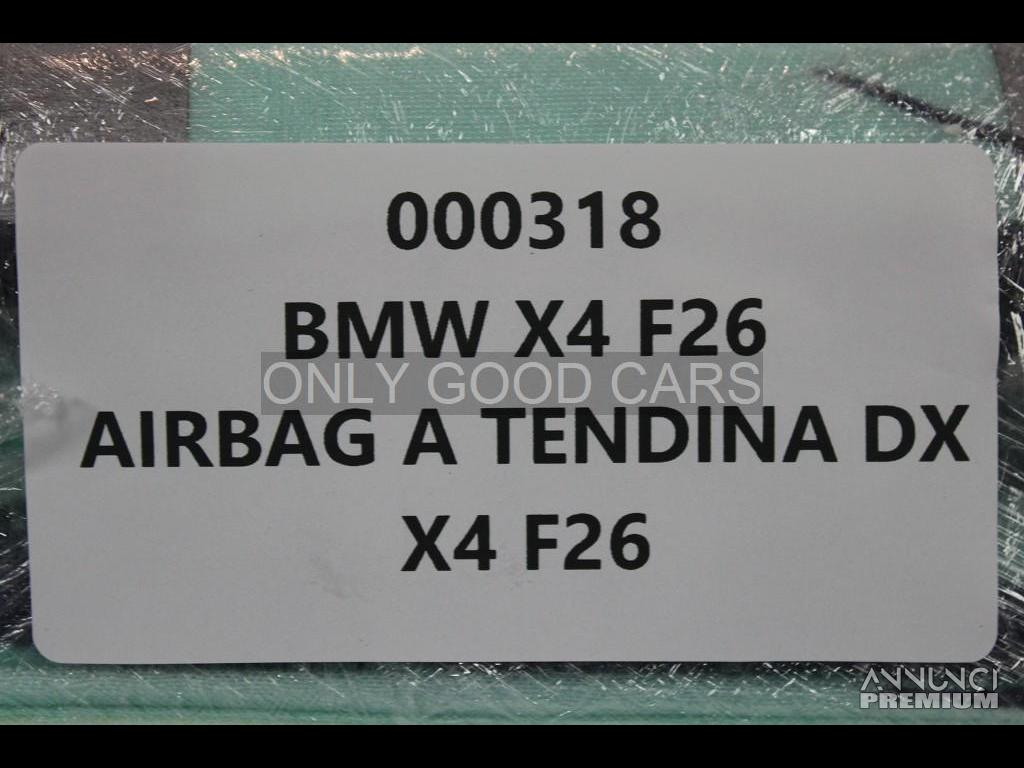 000318
BMW X4 F26
ONLY GOOD CARS
AIRBAG A TENDINA DX
X4 F26
ANNUNCI
PREMIUM